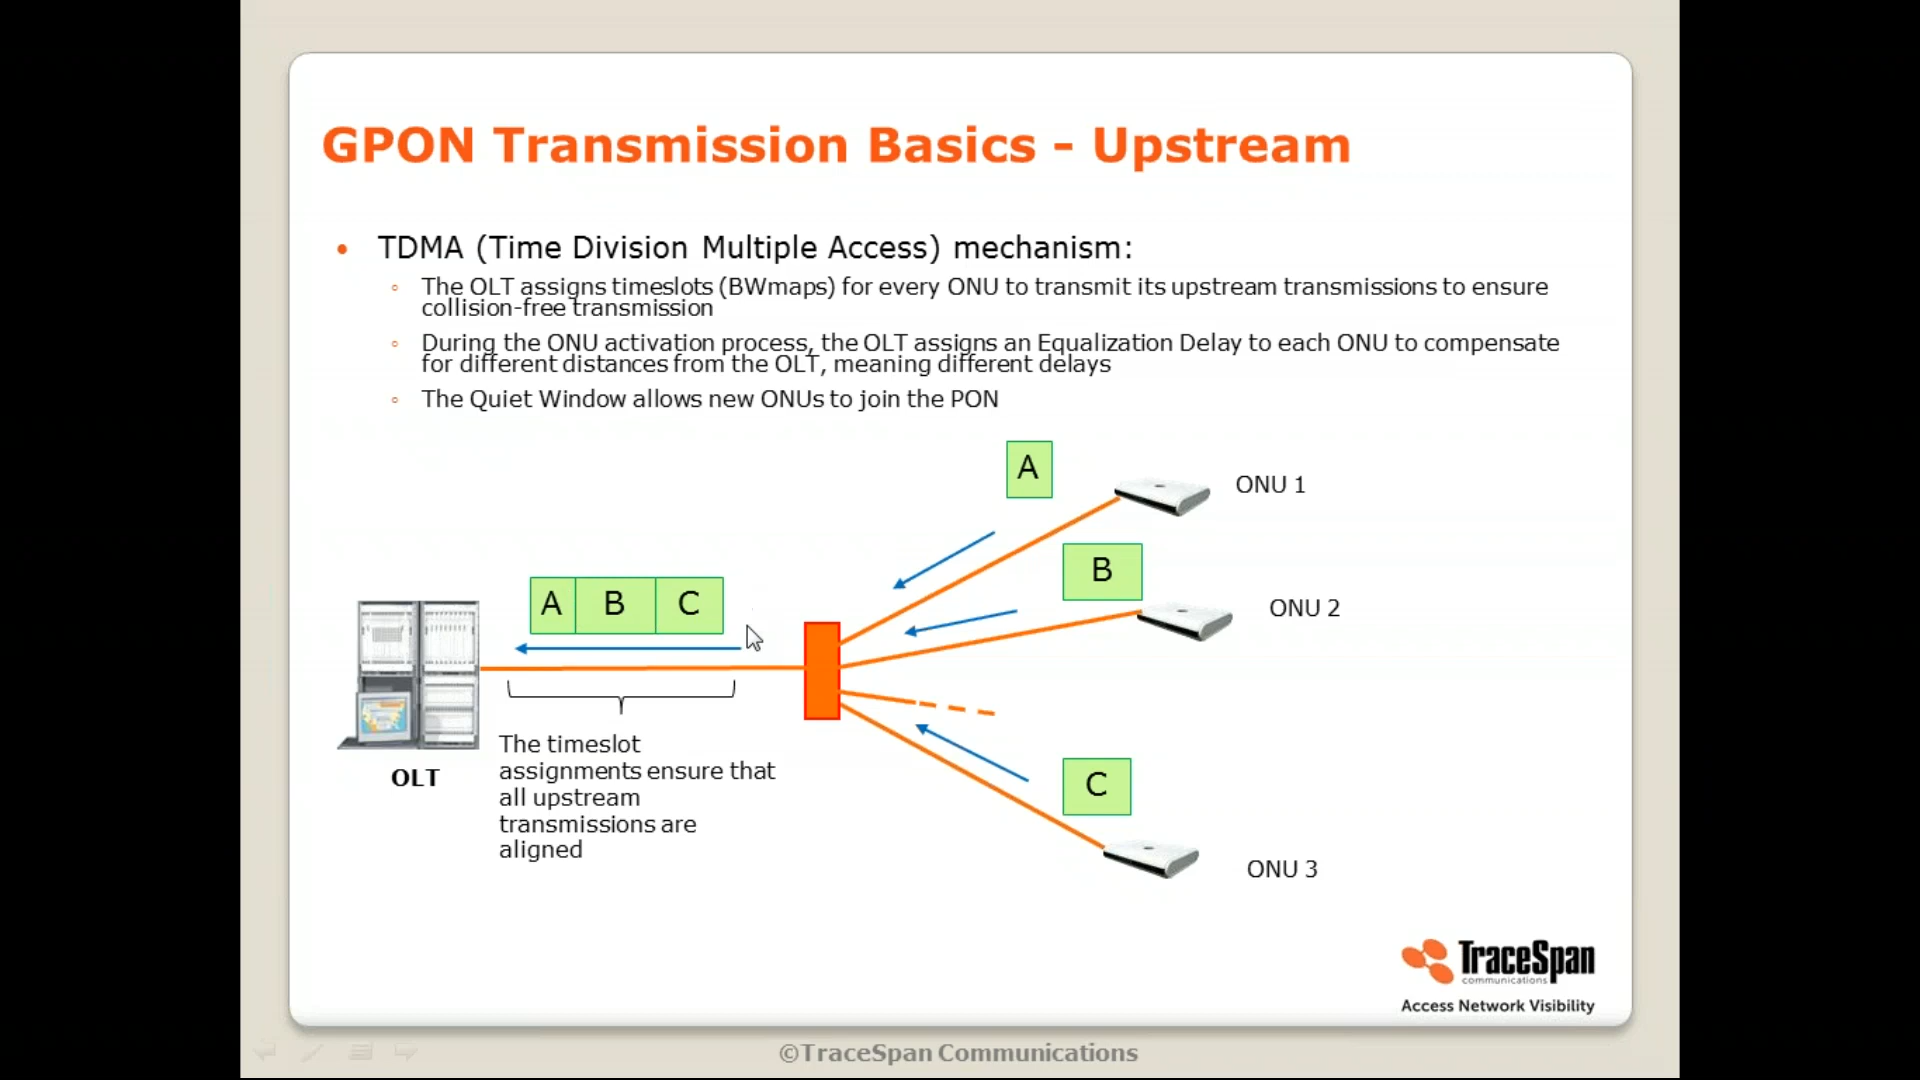 GPON Transmission Basics - Upstream
• TDMA (Time Division Multiple Access) mechanism:
◦ The OLT assigns timeslots (BWmaps) for every ONU to transmit its upstream transmissions to ensure
collision-free transmission
◦ During the ONU activation process, the OLT assigns an Equalization Delay to each ONU to compensate
for different distances from the OLT, meaning different delays
◦ The Quiet Window allows new ONUs to join the PON
A
ONU 1
B
ONU 2
A B C
OLT
The timeslot
assignments ensure that
all upstream
transmissions are
aligned
C
ONU 3
TraceSpan
communications
Access Network Visibility
©TraceSpan Communications